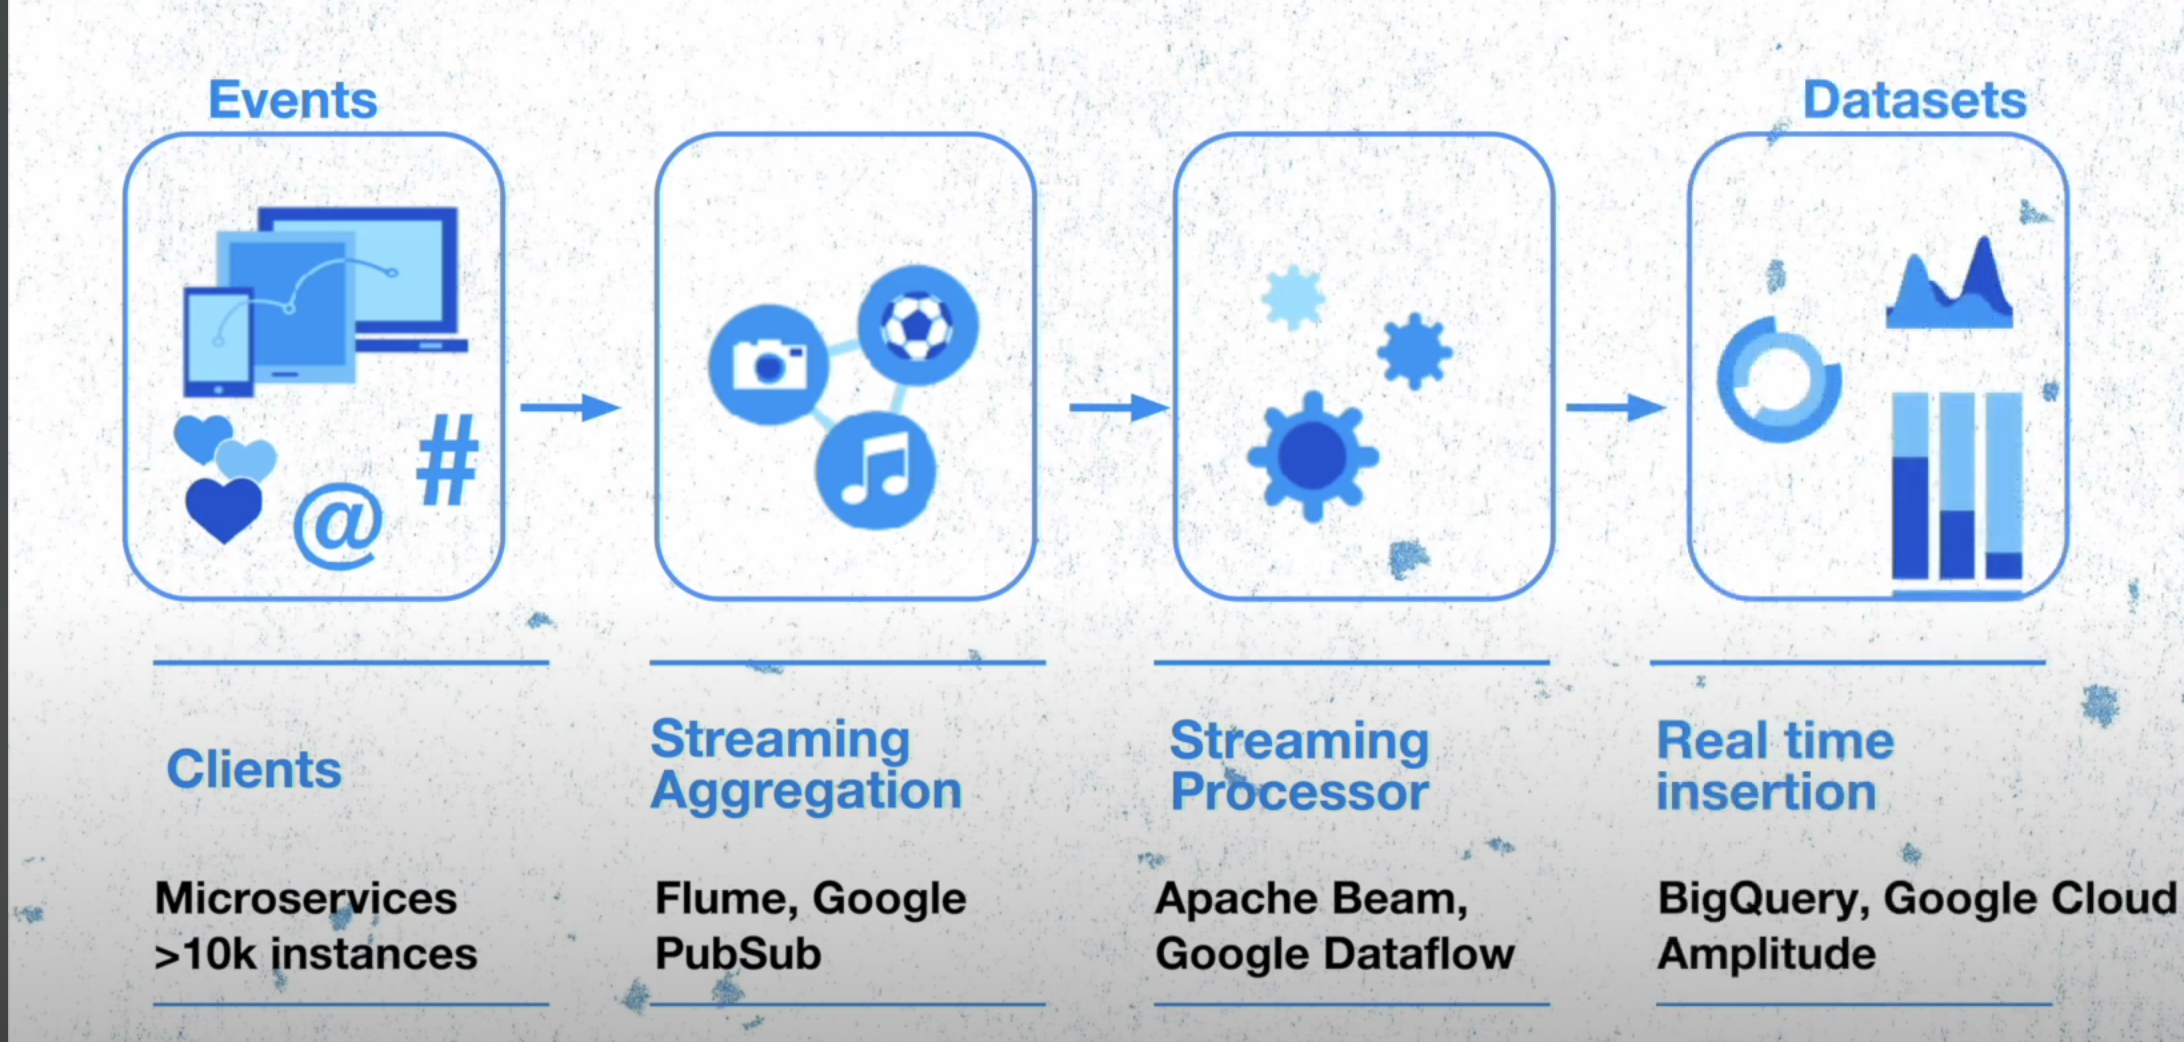 Events
Datasets
@
#
Clients
Streaming
Aggregation
Streaming
Processor
Real time
insertion
Microservices
>10k instances
Flume, Google
PubSub
Apache Beam,
Google Dataflow
BigQuery, Google Cloud
Amplitude